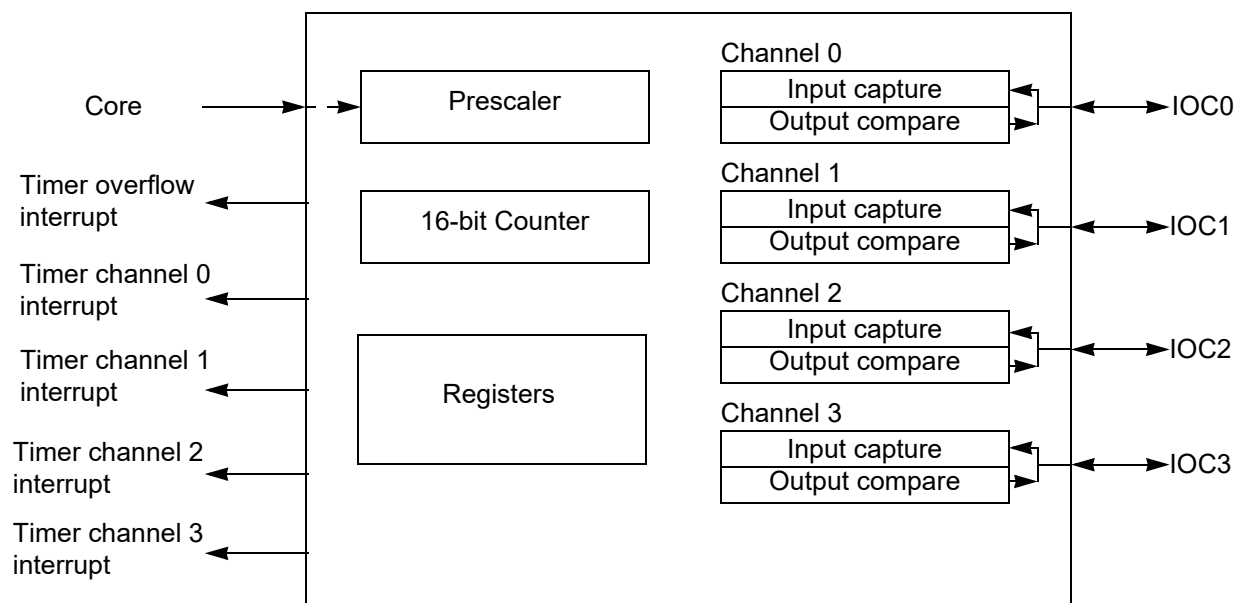 Core
Timer overflow
interrupt
Timer channel 0
interrupt
Timer channel 1
interrupt
Timer channel 2
interrupt
Timer channel 3
interrupt
Prescaler
16-bit Counter
Registers
Channel 0
Input capture
Output compare
IOC0
Channel 1
Input capture
Output compare
IOC1
Channel 2
Input capture
Output compare
IOC2
Channel 3
Input capture
Output compare
IOC3